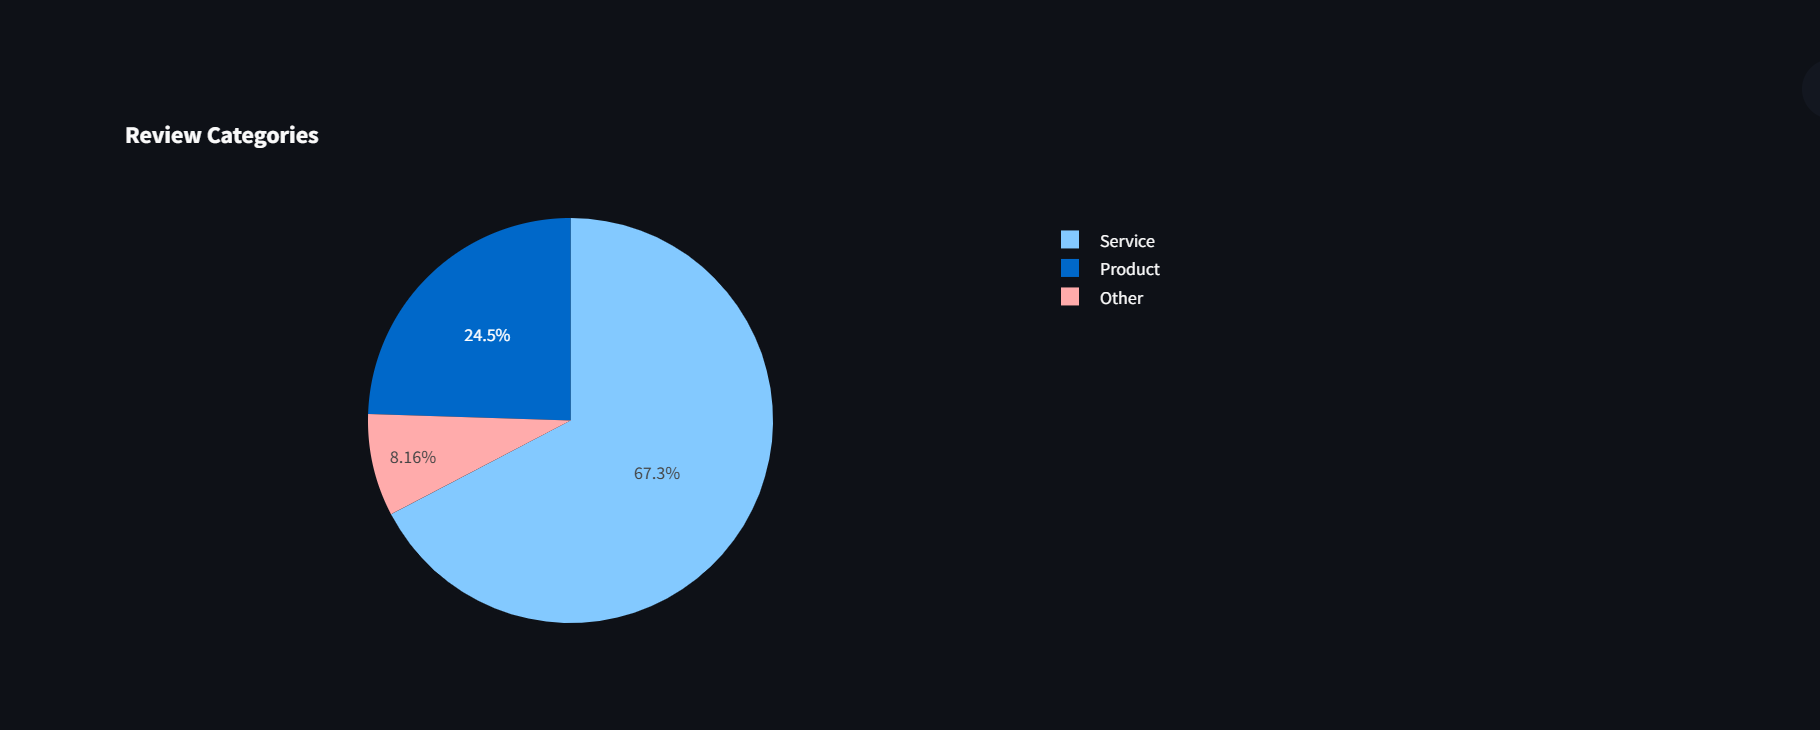 Review Categories
Service
Product
Other
24.5%
8.16%
67.3%